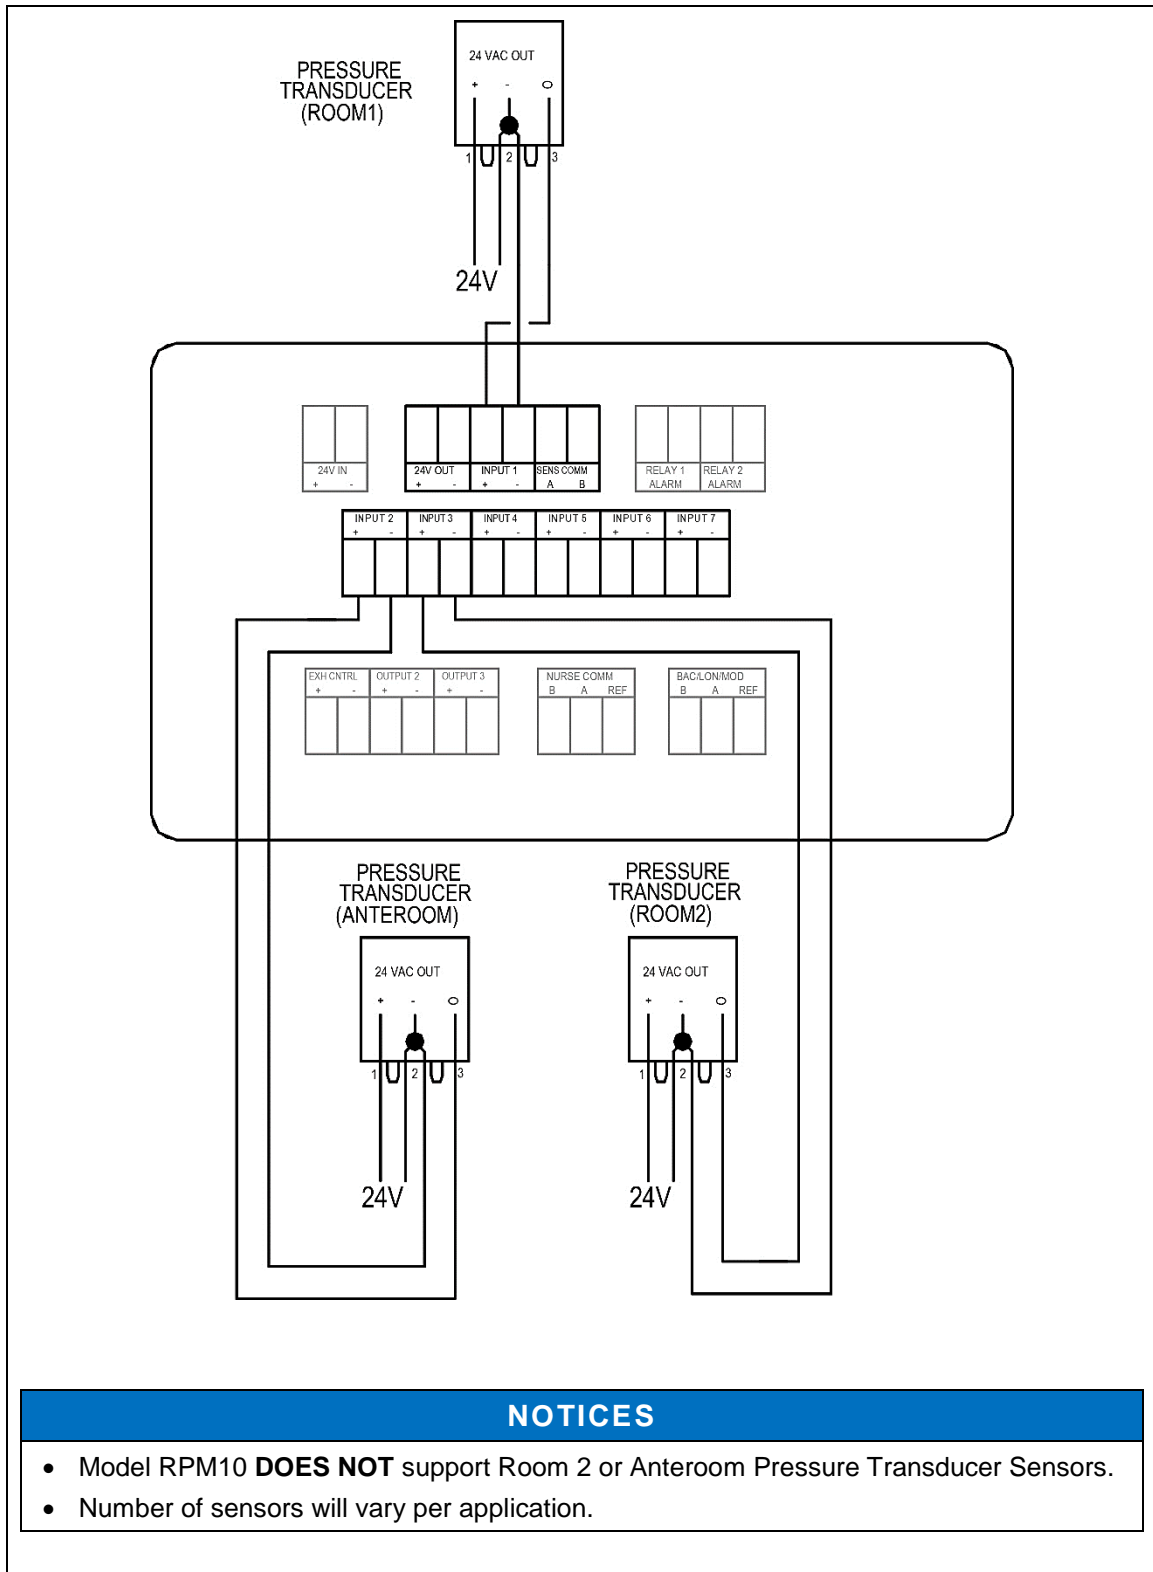 24 VAC OUT
+ - O
PRESSURE
TRANSDUCER
(ROOM1)
1 2 3
24V
24V IN
+ -
24V OUT INPUT 1 SENS COMM
+ - + - A B
RELAY 1 RELAY 2
ALARM ALARM
INPUT 2 INPUT 3 INPUT 4 INPUT 5 INPUT 6 INPUT 7
+ - + - + - + - + - + -
EXH CNTRL OUTPUT 2 OUTPUT 3
+ - + - + -
NURSE COMM
B A REF
BAC/LON/MOD
B A REF
PRESSURE
TRANSDUCER
(ANTEROOM)
24 VAC OUT
+ - O
1 2 3
24V
PRESSURE
TRANSDUCER
(ROOM2)
24 VAC OUT
+ - O
1 2 3
24V
NOTICES
• Model RPM10 DOES NOT support Room 2 or Anteroom Pressure Transducer Sensors.
• Number of sensors will vary per application.